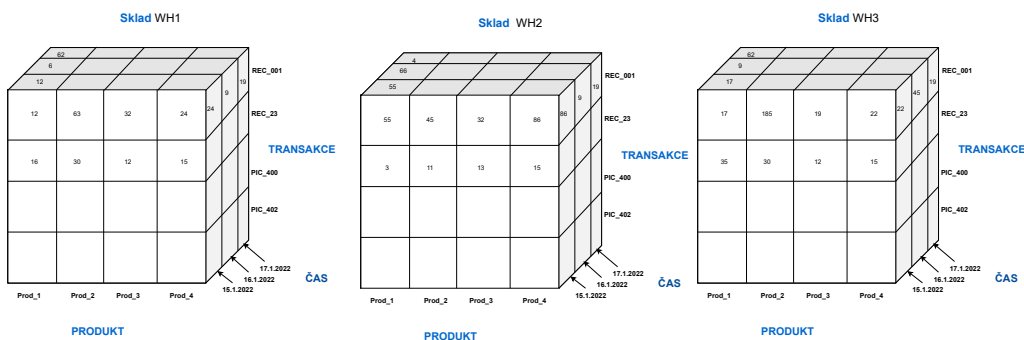 Sklad WH1
62
6
12
REC_001
19
9
24
12 63 32 24
REC_23
TRANSAKCE
16 30 12 15
PIC_400
PIC_402
17.1.2022
16.1.2022
15.1.2022
ČAS
Prod_1 Prod_2 Prod_3 Prod_4
PRODUKT
Sklad WH2
4
66
55
REC_001
19
9
86
55 45 32 86
REC_23
TRANSAKCE
3 11 13 15
PIC_400
PIC_402
17.1.2022
16.1.2022
15.1.2022
ČAS
Prod_1 Prod_2 Prod_3 Prod_4
PRODUKT
Sklad WH3
62
9
17
REC_001
19
45
22
17 185 19 22
REC_23
TRANSAKCE
35 30 12 15
PIC_400
PIC_402
17.1.2022
16.1.2022
15.1.2022
ČAS
Prod_1 Prod_2 Prod_3 Prod_4
PRODUKT